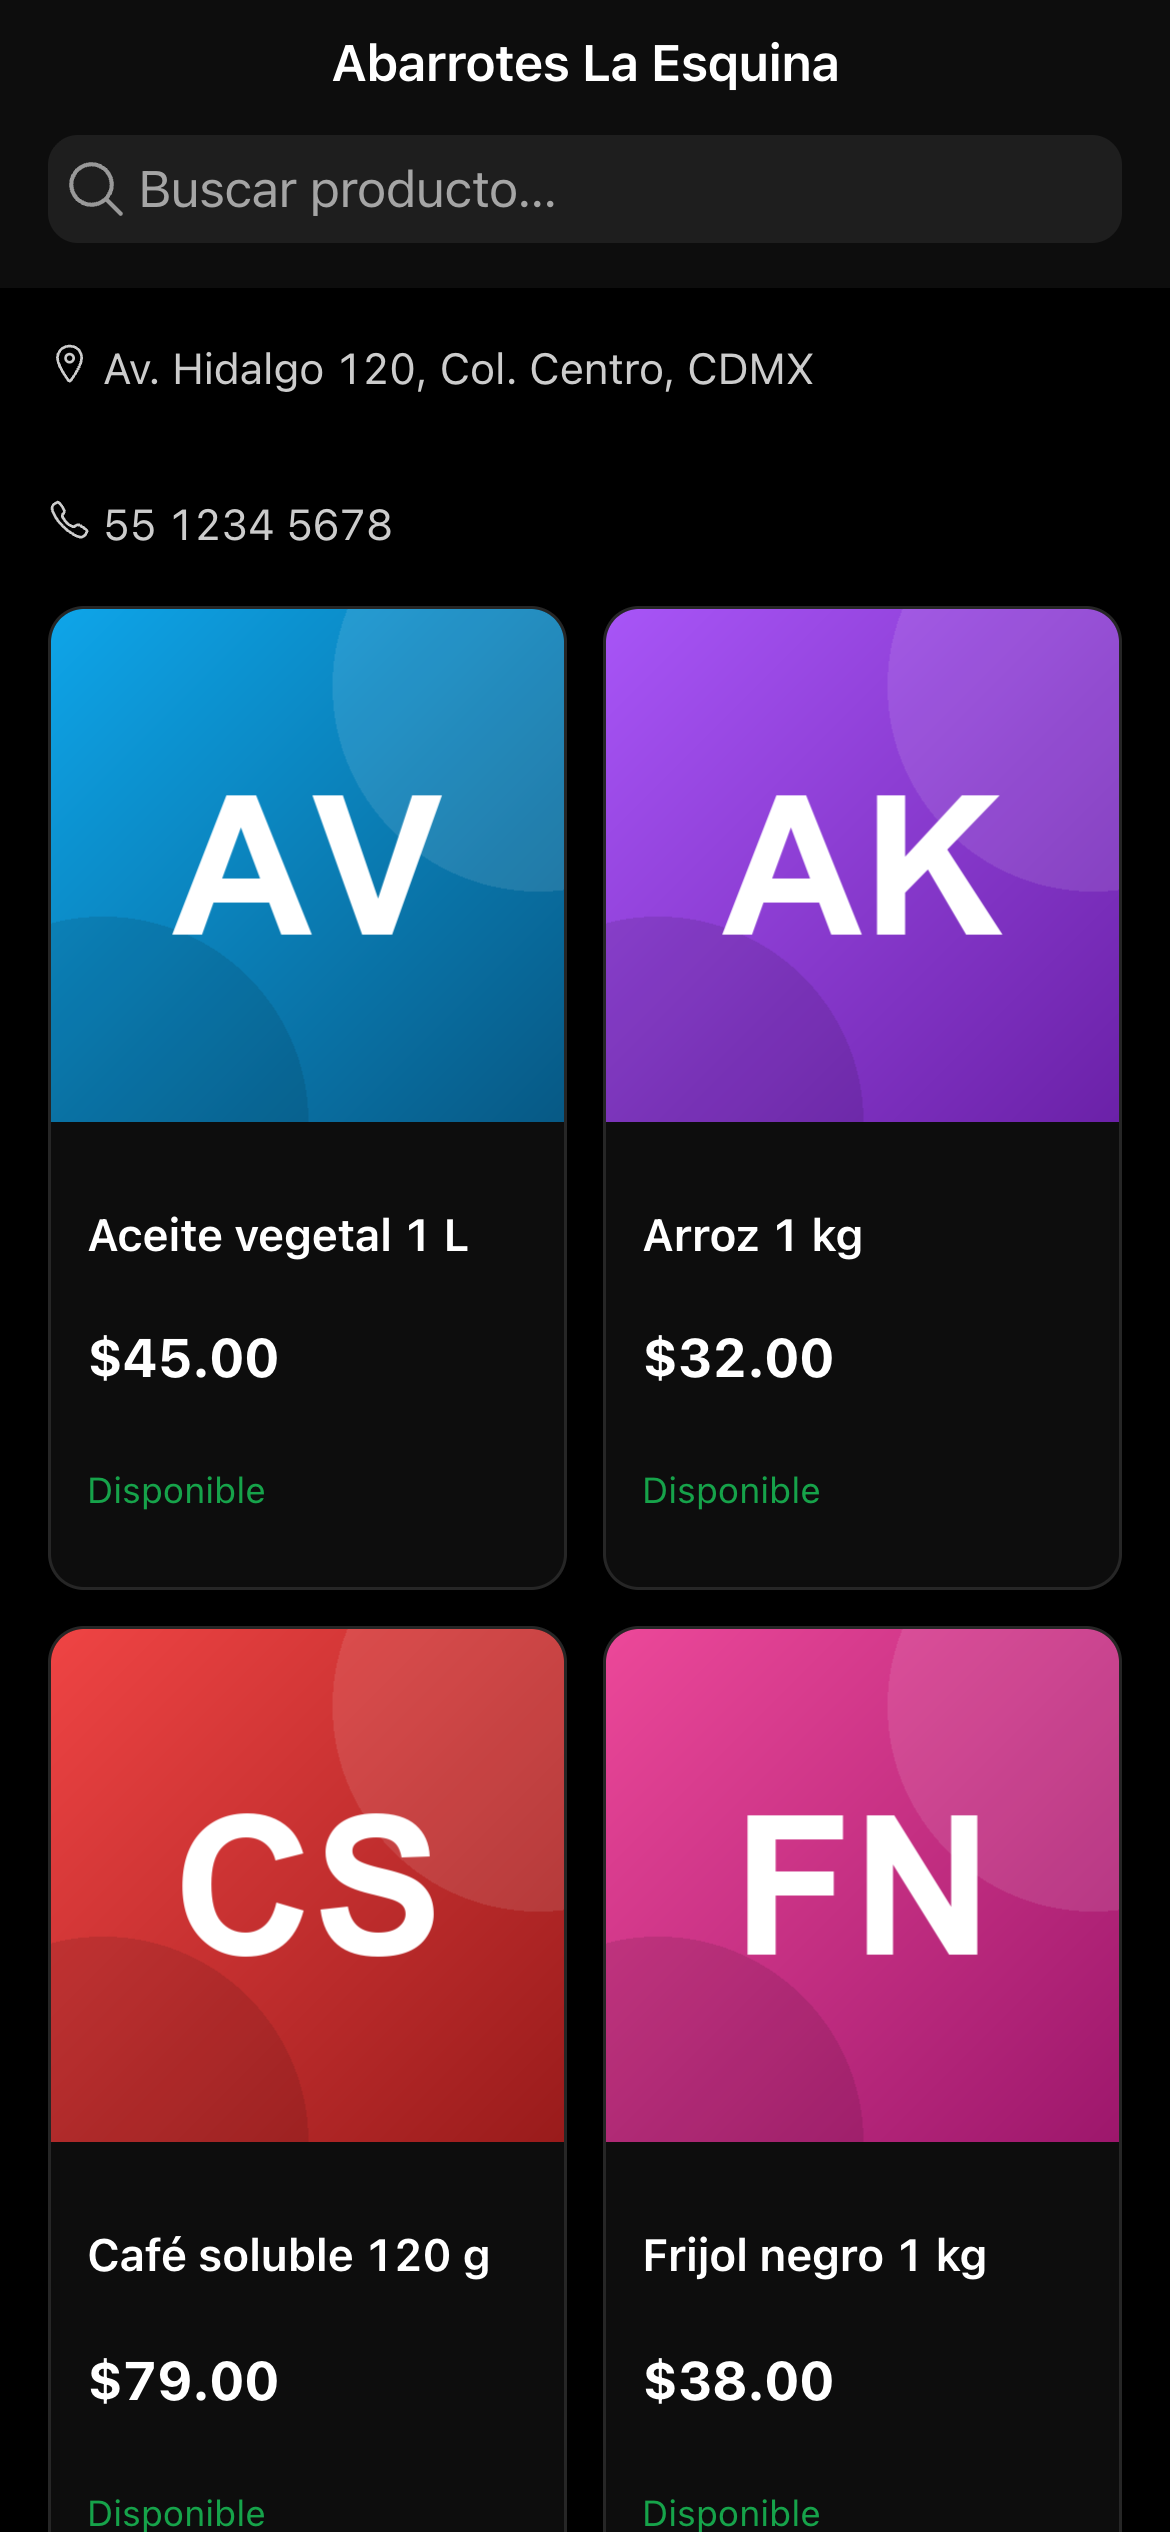 Abarrotes La Esquina
Buscar producto...
Av. Hidalgo 120, Col. Centro, CDMX
55 1234 5678
AV
Aceite vegetal 1 L
$45.00
Disponible
AK
Arroz 1 kg
$32.00
Disponible
CS
Café soluble 120 g
$79.00
Disponible
FN
Frijol negro 1 kg
$38.00
Disponible